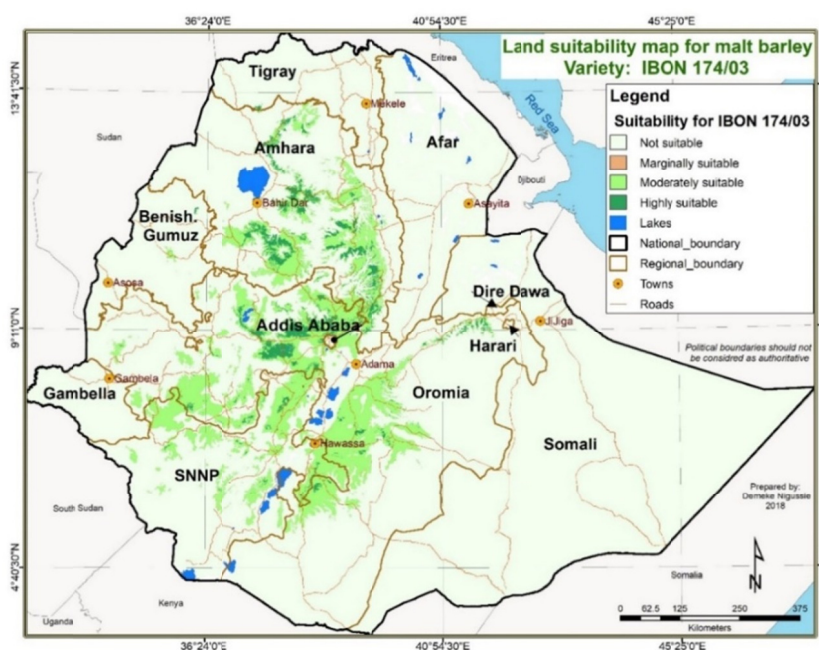 36°24'0"E 40°54'30"E 45°25'0"E
Land suitability map for malt barley
Variety: IBON 174/03
Legend
Suitability for IBON 174/03
Not suitable
Marginally suitable
Moderately suitable
Highly suitable
Lakes
National_boundary
Regional_boundary
Towns
Roads
Political boundaries should not
be considred as authoritative
Prepared by:
Demeke Nigussie
2018
N
0 62.5 125 250 375
Kilometers
13°41'30"N
9°11'0"N
4°40'30"N
Eritrea
Red Sea
Tigray
Mekele
Sudan
Afar
Amhara
Djibouti
Bahir Dar
Asayita
Benish
Gumuz
Asosa
Dire Dawa
Addis Ababa
JiJiga
Harari
Adama
Gambela
Gambella
Oromia
Hawassa
Somali
SNNP
South Sudan
Somalia
Kenya
Uganda
36°24'0"E 40°54'30"E 45°25'0"E